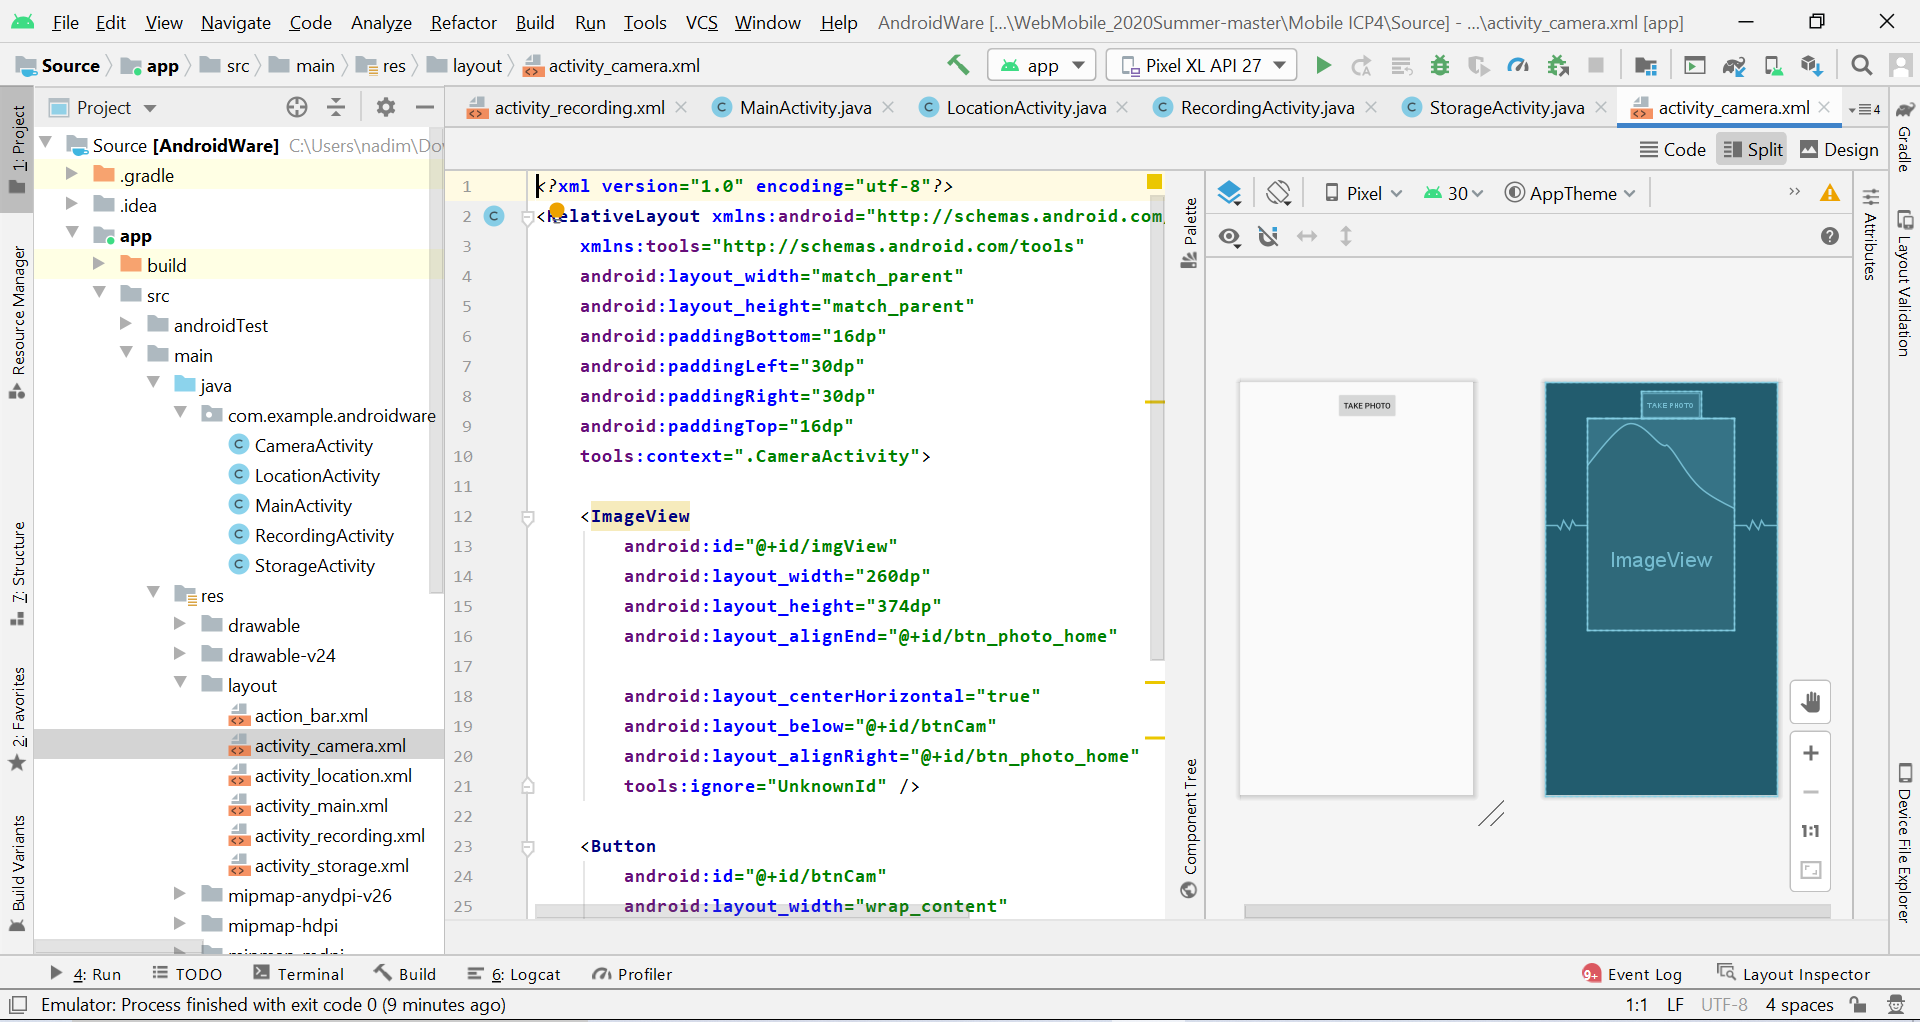 File Edit View Navigate Code Analyze Refactor Build Run Tools VCS Window Help AndroidWare [...\WebMobile_2020Summer-master\Mobile ICP4\Source] - ...\activity_camera.xml [app]
Source app src main res layout activity_camera.xml app Pixel XL API 27
Project activity_recording.xml MainActivity.java LocationActivity.java RecordingActivity.java StorageActivity.java activity_camera.xml 4
Code Split Design
1: Project
Resource Manager
7: Structure
2: Favorites
Build Variants
Source [AndroidWare] C:\Users\nadim\Do
.gradle
.idea
app
build
src
androidTest
main
java
com.example.androidware
CameraActivity
LocationActivity
MainActivity
RecordingActivity
StorageActivity
res
drawable
drawable-v24
layout
action_bar.xml
activity_camera.xml
activity_location.xml
activity_main.xml
activity_recording.xml
activity_storage.xml
mipmap-anydpi-v26
mipmap-hdpi
1 <?xml version="1.0" encoding="utf-8"?>
2 <RelativeLayout xmlns:android="http://schemas.android.com
3 xmlns:tools="http://schemas.android.com/tools"
4 android:layout_width="match_parent"
5 android:layout_height="match_parent"
6 android:paddingBottom="16dp"
7 android:paddingLeft="30dp"
8 android:paddingRight="30dp"
9 android:paddingTop="16dp"
10 tools:context=".CameraActivity">
11
12 <ImageView
13 android:id="@+id/imgView"
14 android:layout_width="260dp"
15 android:layout_height="374dp"
16 android:layout_alignEnd="@+id/btn_photo_home"
17
18 android:layout_centerHorizontal="true"
19 android:layout_below="@+id/btnCam"
20 android:layout_alignRight="@+id/btn_photo_home"
21 tools:ignore="UnknownId" />
22
23 <Button
24 android:id="@+id/btnCam"
25 android:layout_width="wrap_content"
Palette
Component Tree
Pixel 30 AppTheme
TAKE PHOTO
TAKE PHOTO
ImageView
1:1
Attributes
Gradle
Layout Validation
Device File Explorer
4: Run TODO Terminal Build 6: Logcat Profiler 9+ Event Log Layout Inspector
Emulator: Process finished with exit code 0 (9 minutes ago) 1:1 LF UTF-8 4 spaces